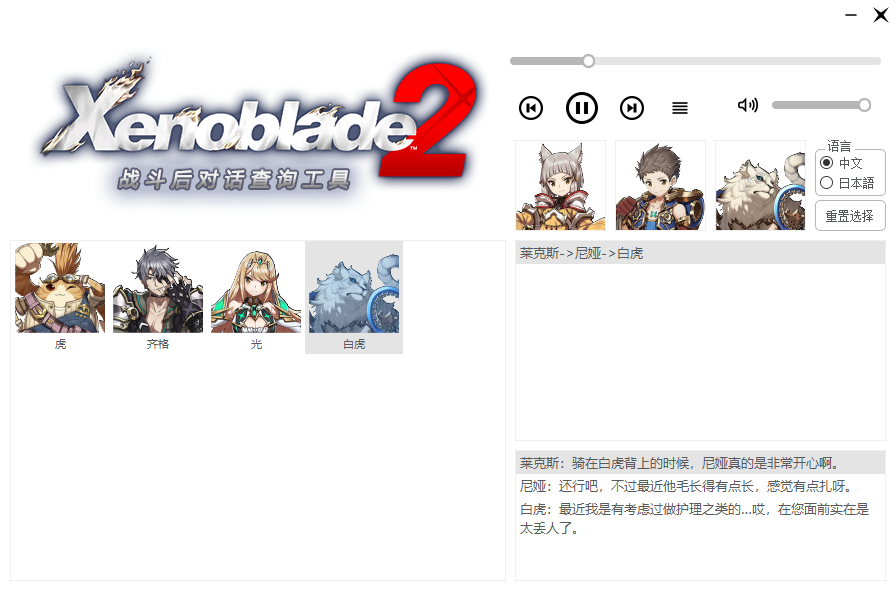 Xenoblade2
™
战斗后对话查询工具
语言
中文
日本語
重置选择
虎
齐格
光
白虎
莱克斯->尼娅->白虎
莱克斯：骑在白虎背上的时候，尼娅真的是非常开心啊。
尼娅：还行吧，不过最近他毛长得有点长，感觉有点扎呀。
白虎：最近我是有考虑过做护理之类的...哎，在您面前实在是
太丢人了。